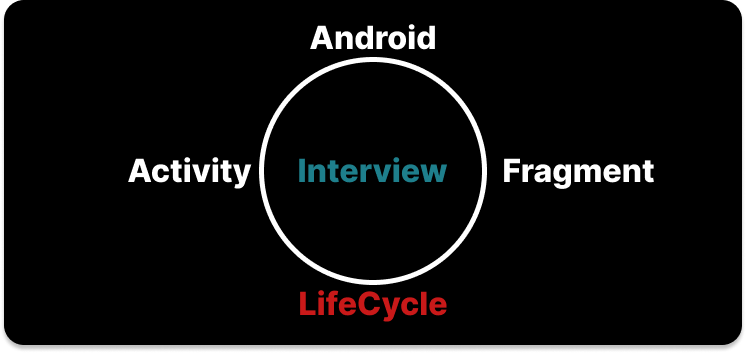 Android
Activity Interview Fragment
LifeCycle